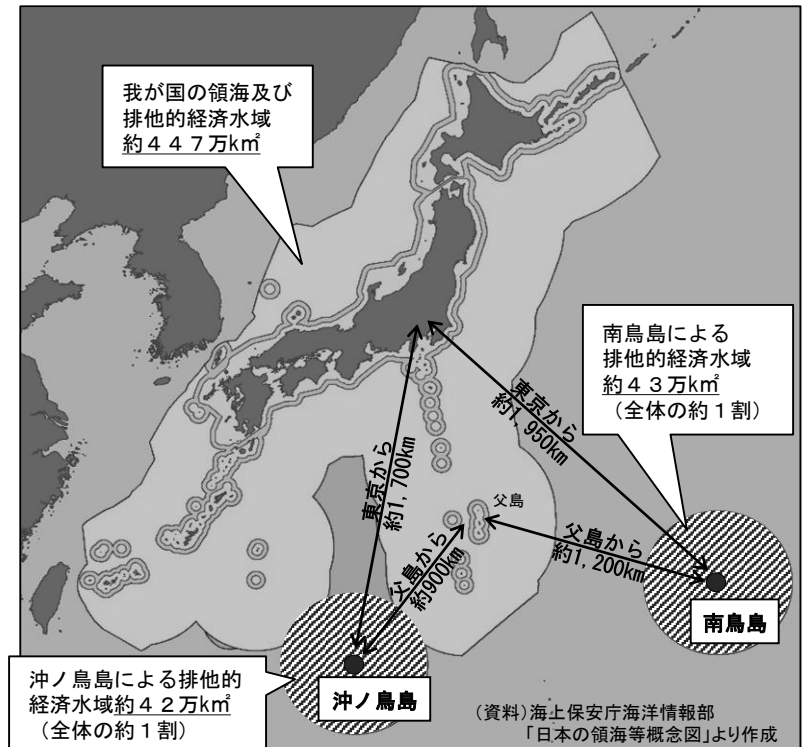 我が国の領海及び
排他的経済水域
約４４７万k㎡
南鳥島による
排他的経済水域
約４３万k㎡
（全体の約１割）
東京から
約1,950km
東京から
約1,700km
父島
父島から
約900km
父島から
約1,200km
南鳥島
沖ノ鳥島
沖ノ鳥島による排他的
経済水域約４２万k㎡
（全体の約１割）
（資料）海上保安庁海洋情報部
「日本の領海等概念図」より作成